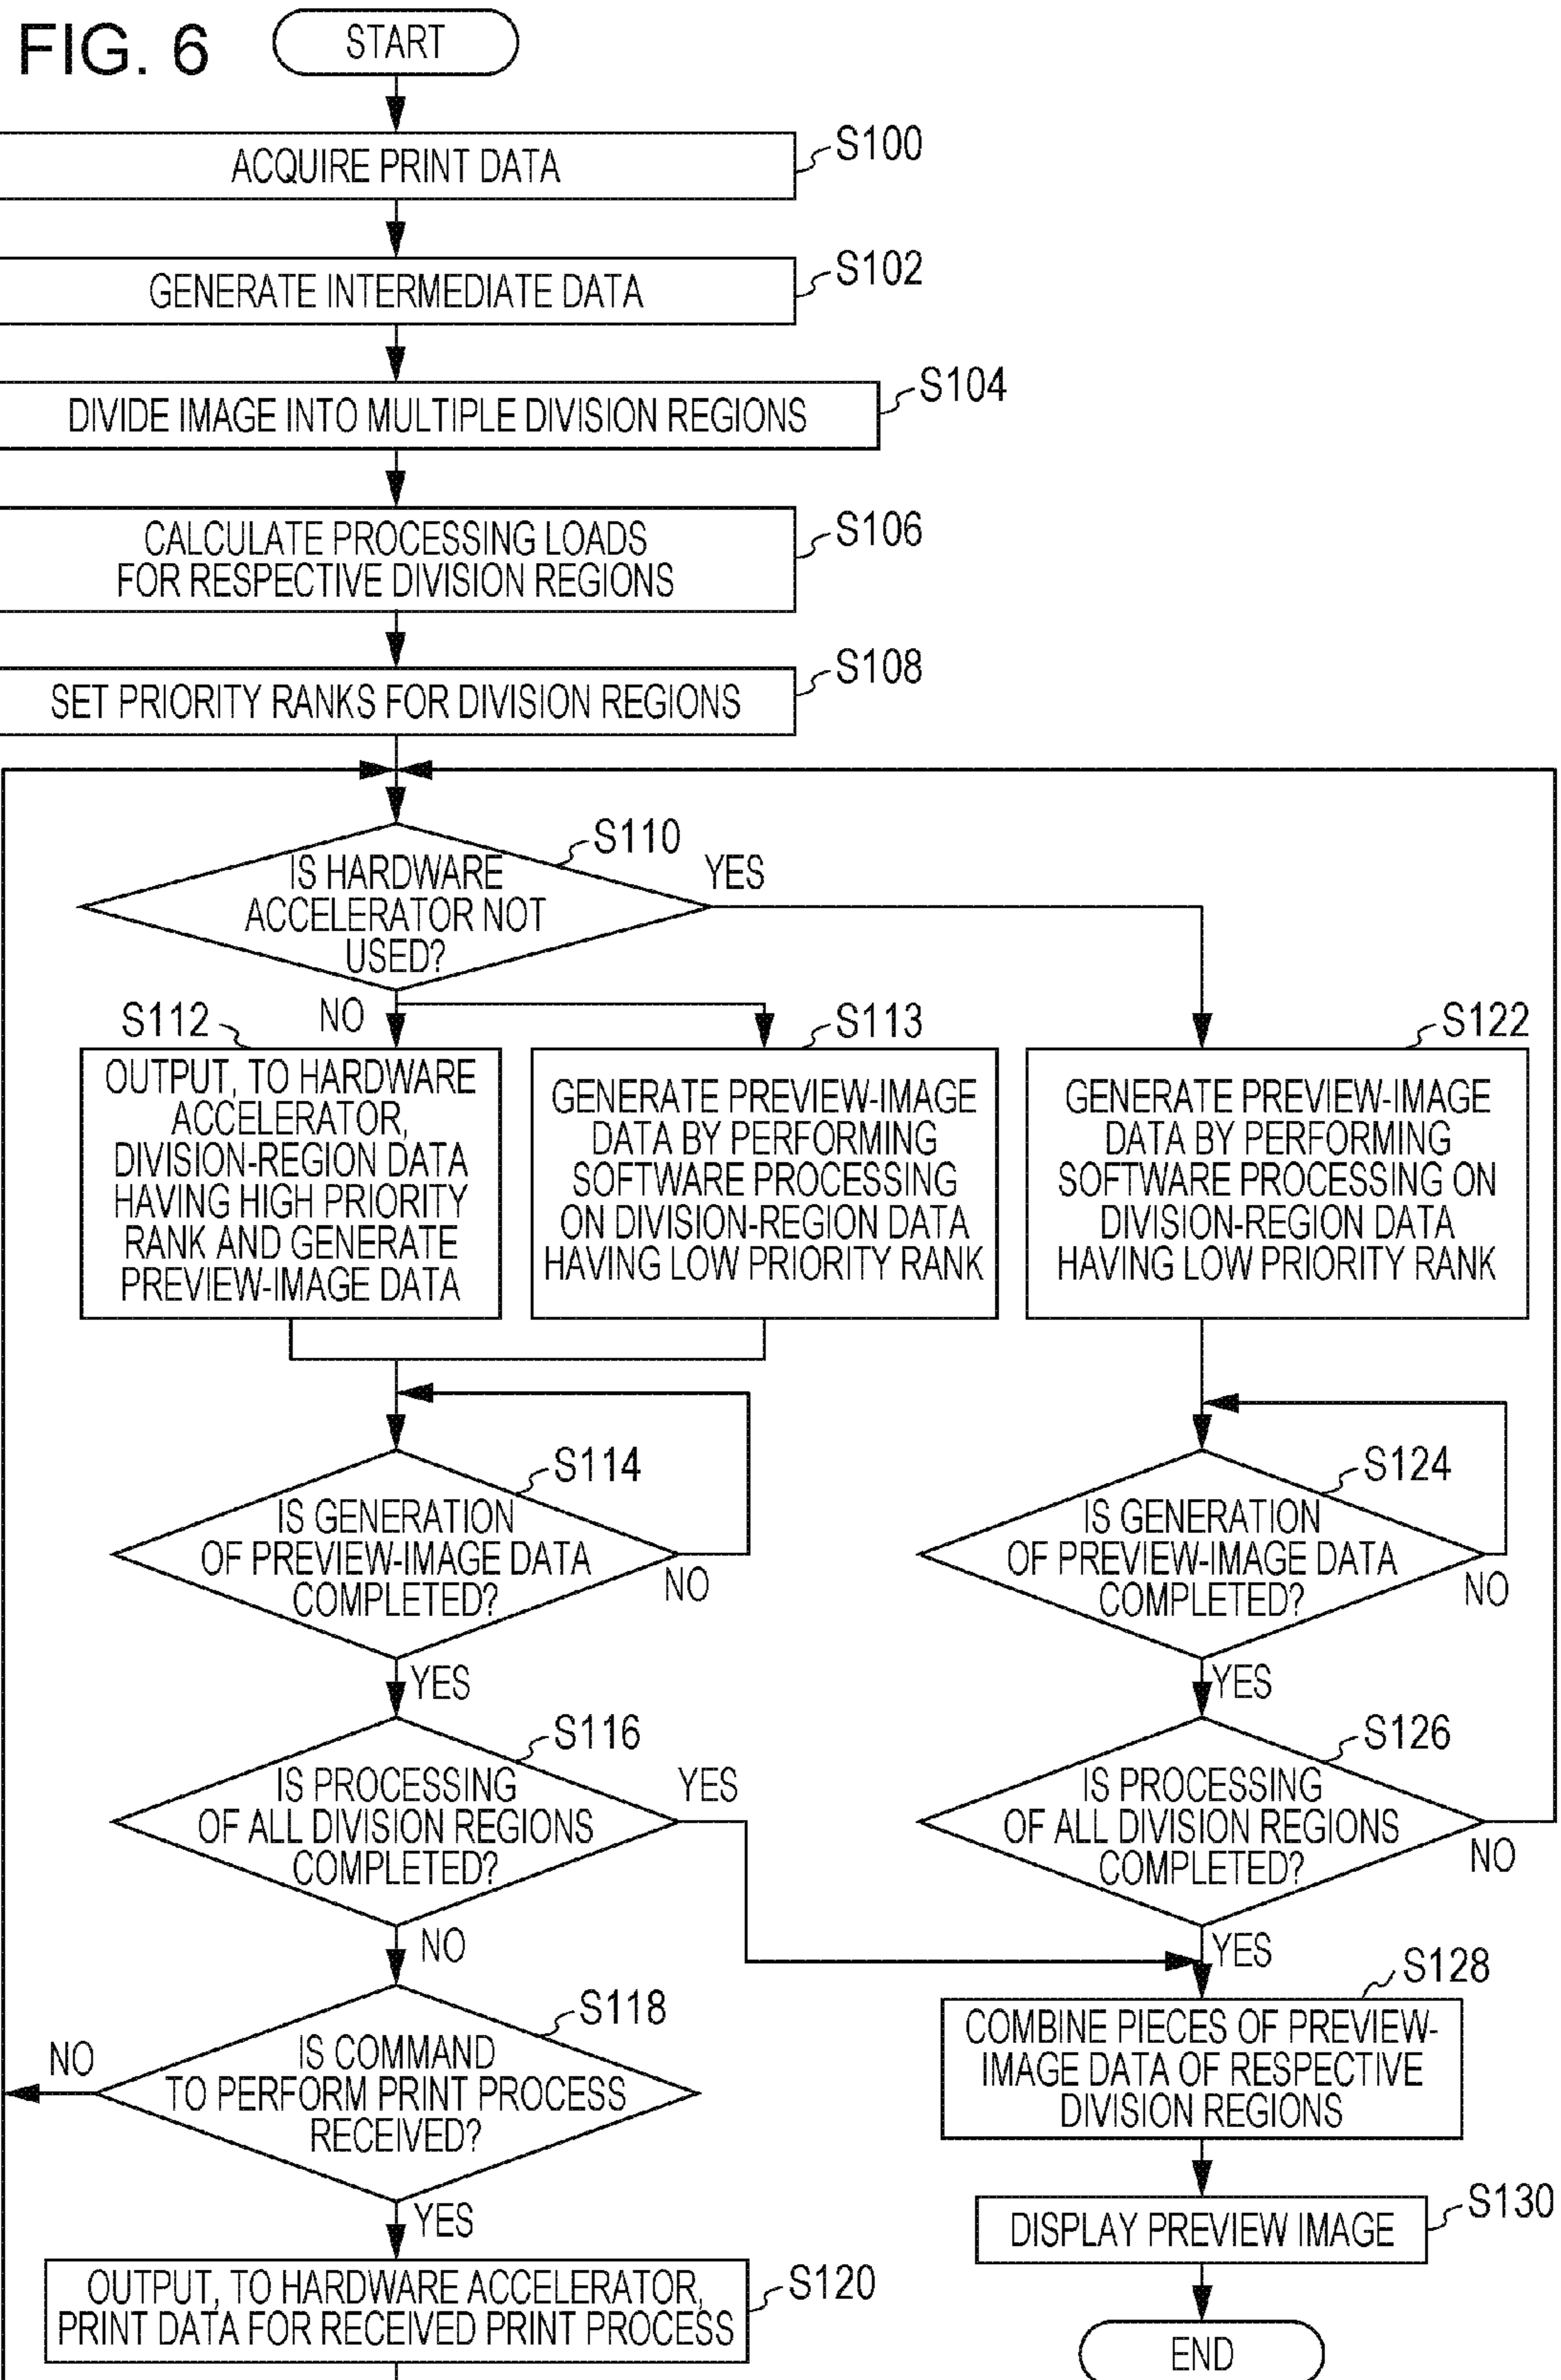 FIG. 6
START
ACQUIRE PRINT DATA
S100
GENERATE INTERMEDIATE DATA
S102
DIVIDE IMAGE INTO MULTIPLE DIVISION REGIONS
S104
CALCULATE PROCESSING LOADS
FOR RESPECTIVE DIVISION REGIONS
S106
SET PRIORITY RANKS FOR DIVISION REGIONS
S108
IS HARDWARE
ACCELERATOR NOT
USED?
S110
YES
NO
S112
OUTPUT, TO HARDWARE
ACCELERATOR,
DIVISION-REGION DATA
HAVING HIGH PRIORITY
RANK AND GENERATE
PREVIEW-IMAGE DATA
S113
GENERATE PREVIEW-IMAGE
DATA BY PERFORMING
SOFTWARE PROCESSING
ON DIVISION-REGION DATA
HAVING LOW PRIORITY RANK
S122
GENERATE PREVIEW-IMAGE
DATA BY PERFORMING
SOFTWARE PROCESSING ON
DIVISION-REGION DATA
HAVING LOW PRIORITY RANK
S114
IS GENERATION
OF PREVIEW-IMAGE DATA
COMPLETED?
NO
YES
S124
IS GENERATION
OF PREVIEW-IMAGE DATA
COMPLETED?
NO
YES
S116
IS PROCESSING
OF ALL DIVISION REGIONS
COMPLETED?
YES
NO
S126
IS PROCESSING
OF ALL DIVISION REGIONS
COMPLETED?
NO
YES
S118
IS COMMAND
TO PERFORM PRINT PROCESS
RECEIVED?
NO
YES
S128
COMBINE PIECES OF PREVIEW-
IMAGE DATA OF RESPECTIVE
DIVISION REGIONS
S120
OUTPUT, TO HARDWARE ACCELERATOR,
PRINT DATA FOR RECEIVED PRINT PROCESS
S130
DISPLAY PREVIEW IMAGE
END